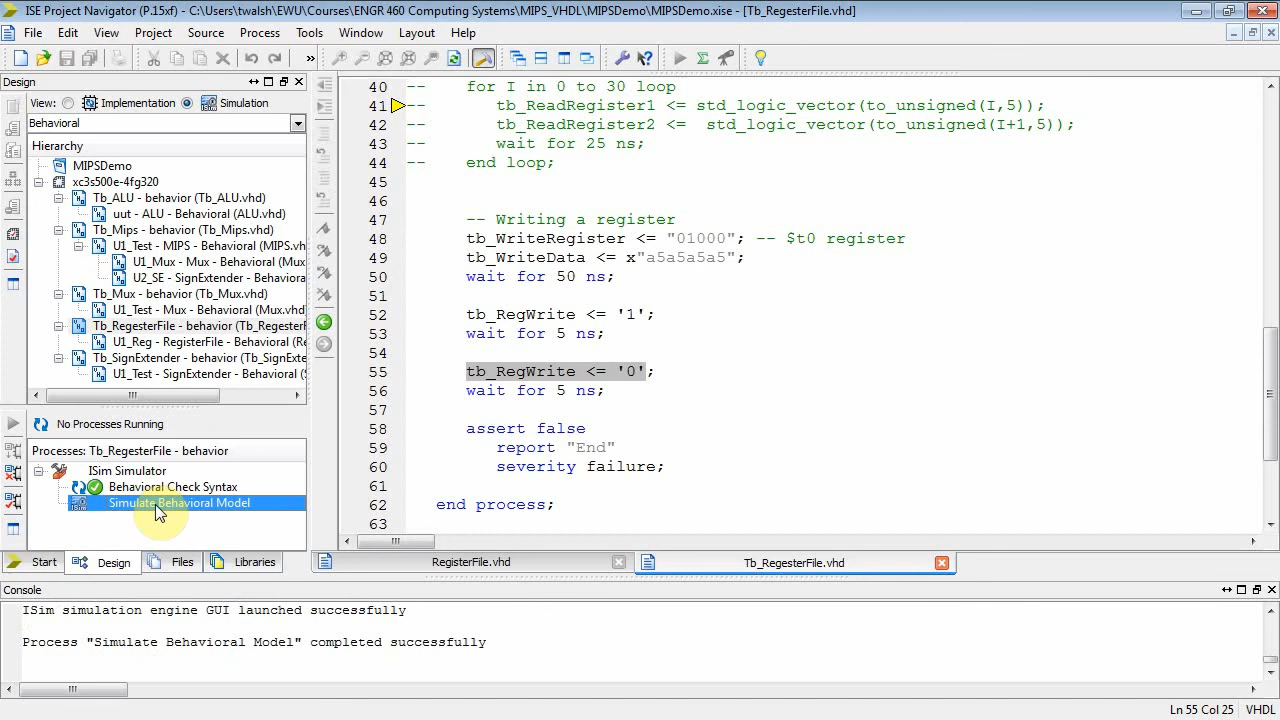 ISE Project Navigator (P.15xf) - C:\Users\twalsh\EWU\Courses\ENGR 460 Computing Systems\MIPS_VHDL\MIPSDemo\MIPSDemo.xise - [Tb_RegesterFile.vhd]
File Edit View Project Source Process Tools Window Layout Help
Design
View: Implementation Simulation
Behavioral
Hierarchy
MIPSDemo
xc3s500e-4fg320
Tb_ALU - behavior (Tb_ALU.vhd)
uut - ALU - Behavioral (ALU.vhd)
Tb_Mips - behavior (Tb_Mips.vhd)
U1_Test - MIPS - Behavioral (MIPS.vh
U1_Mux - Mux - Behavioral (Mux
U2_SE - SignExtender - Behaviora
Tb_Mux - behavior (Tb_Mux.vhd)
U1_Test - Mux - Behavioral (Mux.vhd)
Tb_RegesterFile - behavior (Tb_Regester
U1_Reg - RegisterFile - Behavioral (R
Tb_SignExtender - behavior (Tb_SignExte
U1_Test - SignExtender - Behavioral (
No Processes Running
Processes: Tb_RegesterFile - behavior
ISim Simulator
Behavioral Check Syntax
Simulate Behavioral Model
Start Design Files Libraries
40 -- for I in 0 to 30 loop
41 -- tb_ReadRegister1 <= std_logic_vector(to_unsigned(I,5));
42 -- tb_ReadRegister2 <=  std_logic_vector(to_unsigned(I+1,5));
43 -- wait for 25 ns;
44 -- end loop;
45
46
47 -- Writing a register
48 tb_WriteRegister <= "01000"; -- $t0 register
49 tb_WriteData <= x"a5a5a5a5";
50 wait for 50 ns;
51
52 tb_RegWrite <= '1';
53 wait for 5 ns;
54
55 tb_RegWrite <= '0';
56 wait for 5 ns;
57
58 assert false
59 report "End"
60 severity failure;
61
62 end process;
63
RegisterFile.vhd Tb_RegesterFile.vhd
Console
ISim simulation engine GUI launched successfully
Process "Simulate Behavioral Model" completed successfully
Ln 55 Col 25 VHDL